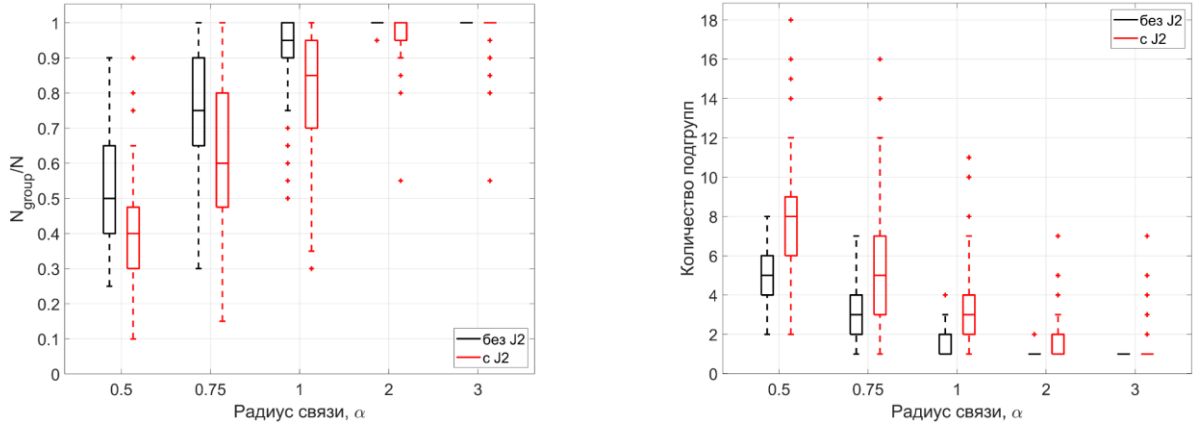 1
0.9
0.8
0.7
0.6
0.5
0.4
0.3
0.2
0.1
0
N_group/N
0.5 0.75 1 2 3
Радиус связи, α
без J2
с J2
18
16
14
12
10
8
6
4
2
0
Количество подгрупп
0.5 0.75 1 2 3
Радиус связи, α
без J2
с J2